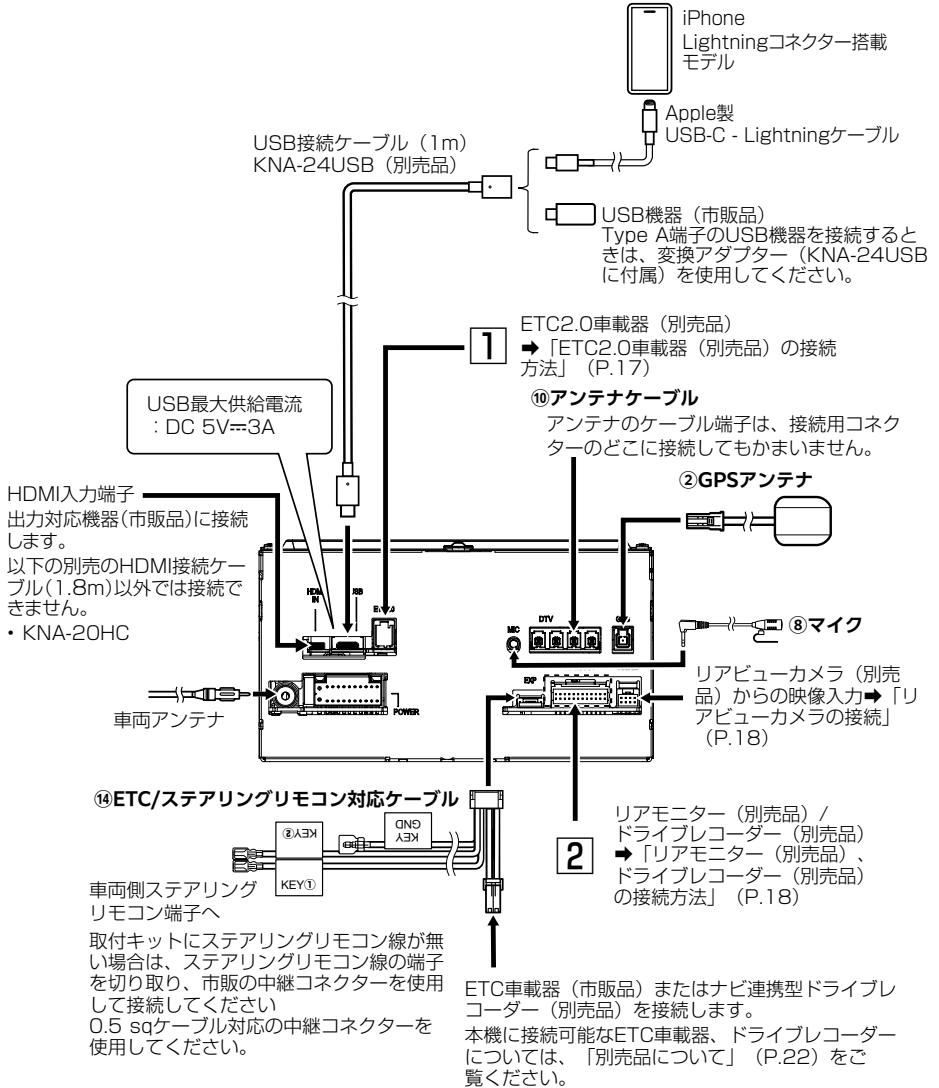 iPhone
Lightningコネクター搭載
モデル
Apple製
USB-C - Lightningケーブル
USB接続ケーブル（1m）
KNA-24USB（別売品）
USB機器（市販品）
Type A端子のUSB機器を接続すると
きは、変換アダプター（KNA-24USB
に付属）を使用してください。
1
ETC2.0車載器（別売品）
➡「ETC2.0車載器（別売品）の接続
方法」（P.17）
⑩アンテナケーブル
アンテナのケーブル端子は、接続用コネク
ターのどこに接続してもかまいません。
USB最大供給電流
：DC 5V⎓3A
②GPSアンテナ
HDMI入力端子
出力対応機器（市販品）に接続
します。
以下の別売のHDMI接続ケー
ブル（1.8m）以外では接続で
きません。
• KNA-20HC
IN
DTV
MIC
⑧マイク
EXP
POWER
車両アンテナ
リアビューカメラ（別売
品）からの映像入力➡「リ
アビューカメラの接続」
（P.18）
⑭ETC/ステアリングリモコン対応ケーブル
KEY②
KEY
GND
KEY①
車両側ステアリング
リモコン端子へ
取付キットにステアリングリモコン線が無
い場合は、ステアリングリモコン線の端子
を切り取り、市販の中継コネクターを使用
して接続してください
0.5 sqケーブル対応の中継コネクターを
使用してください。
2
リアモニター（別売品）/
ドライブレコーダー（別売品）
➡「リアモニター（別売品）、
ドライブレコーダー（別売品）
の接続方法」（P.18）
ETC車載器（市販品）またはナビ連携型ドライブレ
コーダー（別売品）を接続します。
本機に接続可能なETC車載器、ドライブレコーダー
については、「別売品について」（P.22）をご
覧ください。